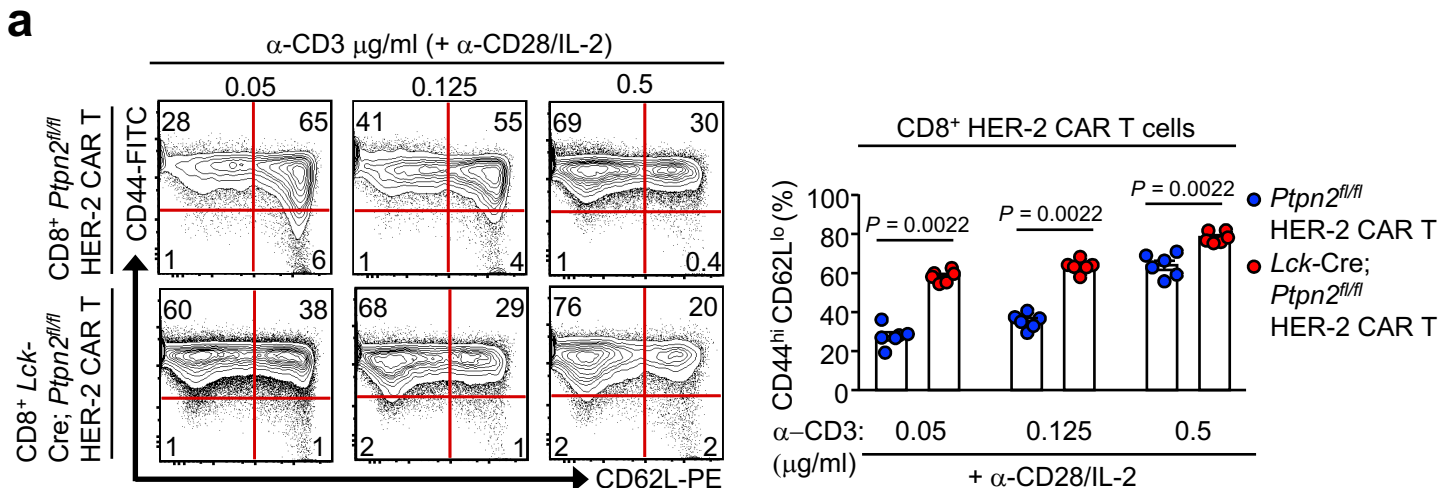 a
α-CD3 μg/ml (+ α-CD28/IL-2)
0.05 0.125 0.5
CD8⁺ Ptpn2fl/fl
HER-2 CAR T
CD44-FITC
28 65
1 6
41 55
1 4
69 30
1 0.4
CD8⁺ Lck-
Cre; Ptpn2fl/fl
HER-2 CAR T
60 38
1 1
68 29
2 1
76 20
2 2
CD62L-PE
CD8⁺ HER-2 CAR T cells
CD44hi CD62Llo (%)
100
80
60
40
20
0
P = 0.0022
P = 0.0022
P = 0.0022
Ptpn2fl/fl
HER-2 CAR T
Lck-Cre;
Ptpn2fl/fl
HER-2 CAR T
α–CD3: 0.05 0.125 0.5
(μg/ml)
+ α-CD28/IL-2